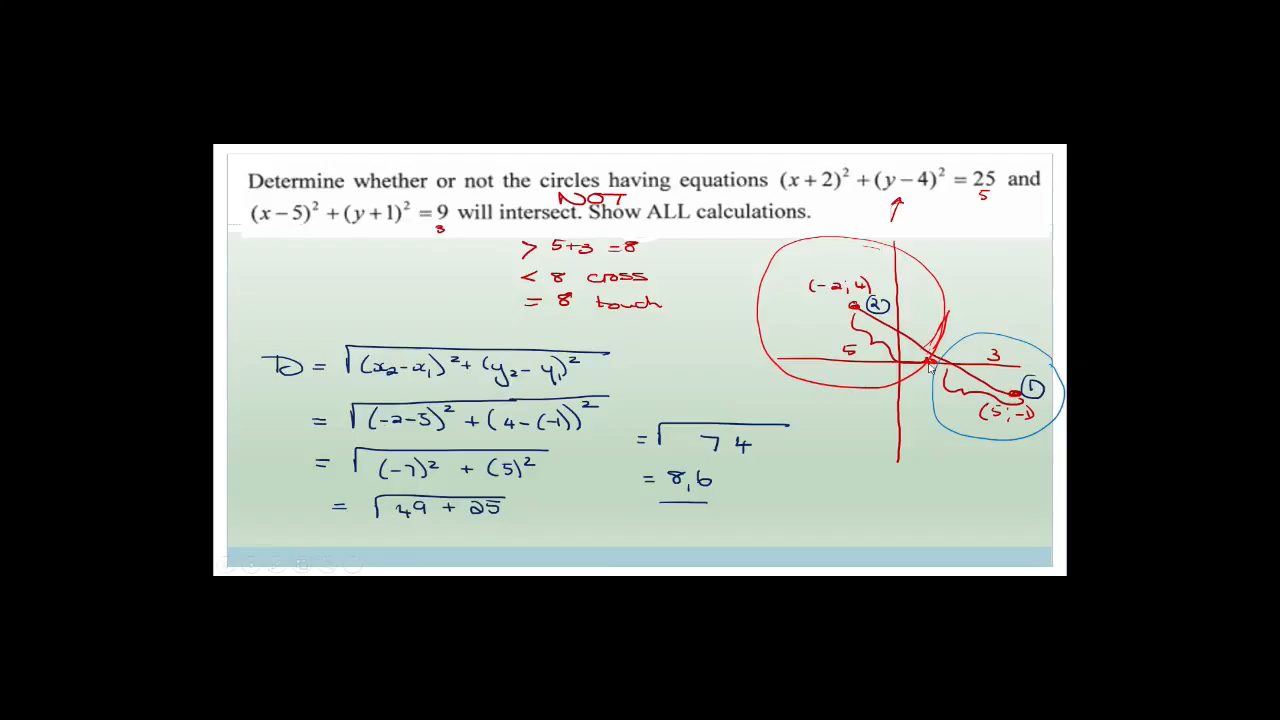 Determine whether or not the circles having equations (x + 2)² + (y − 4)² = 25 and
5
NOT
(x − 5)² + (y + 1)² = 9 will intersect. Show ALL calculations.
3
> 5+3 = 8
< 8 cross
= 8 touch
(-2;4)
②
5
3
①
(5;-1)
D = √(x₂ - x₁)² + (y₂ - y₁)²
= √(-2-5)² + (4-(-1))²
= √(-7)² + (5)²
= √49 + 25
= √74
= 8,6